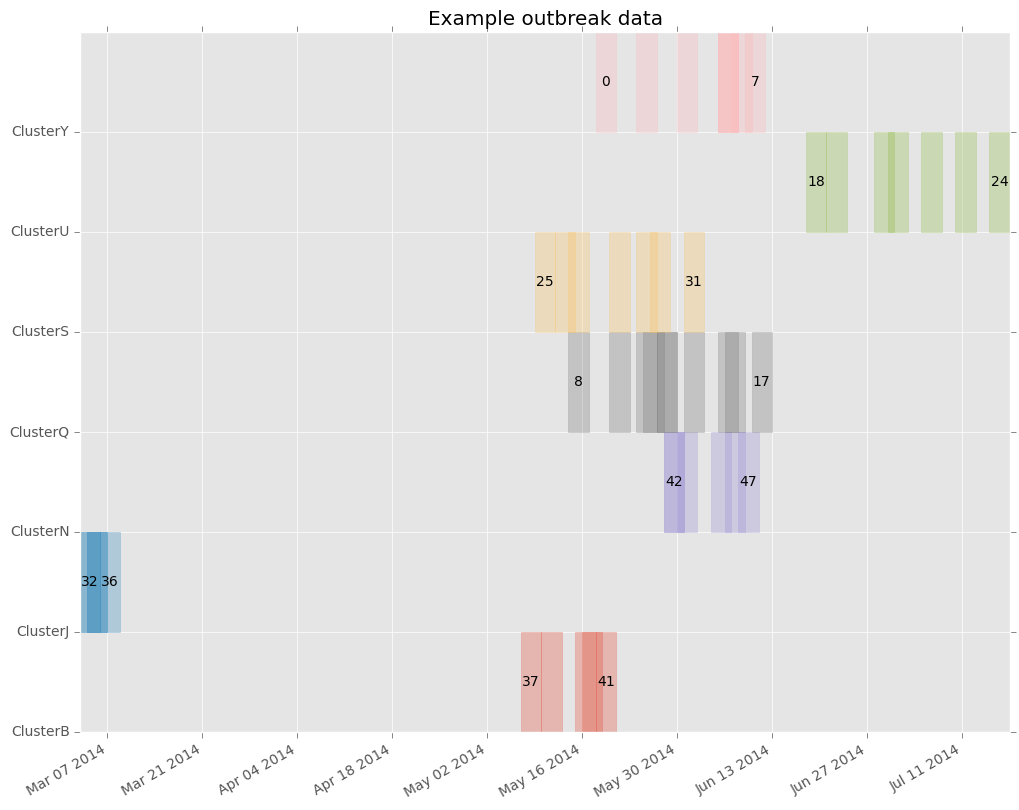 Example outbreak data
0 7
ClusterY
18 24
ClusterU
25 31
ClusterS
8 17
ClusterQ
42 47
ClusterN
32 36
ClusterJ
37 41
ClusterB
Mar 07 2014 Mar 21 2014 Apr 04 2014 Apr 18 2014 May 02 2014 May 16 2014 May 30 2014 Jun 13 2014 Jun 27 2014 Jul 11 2014